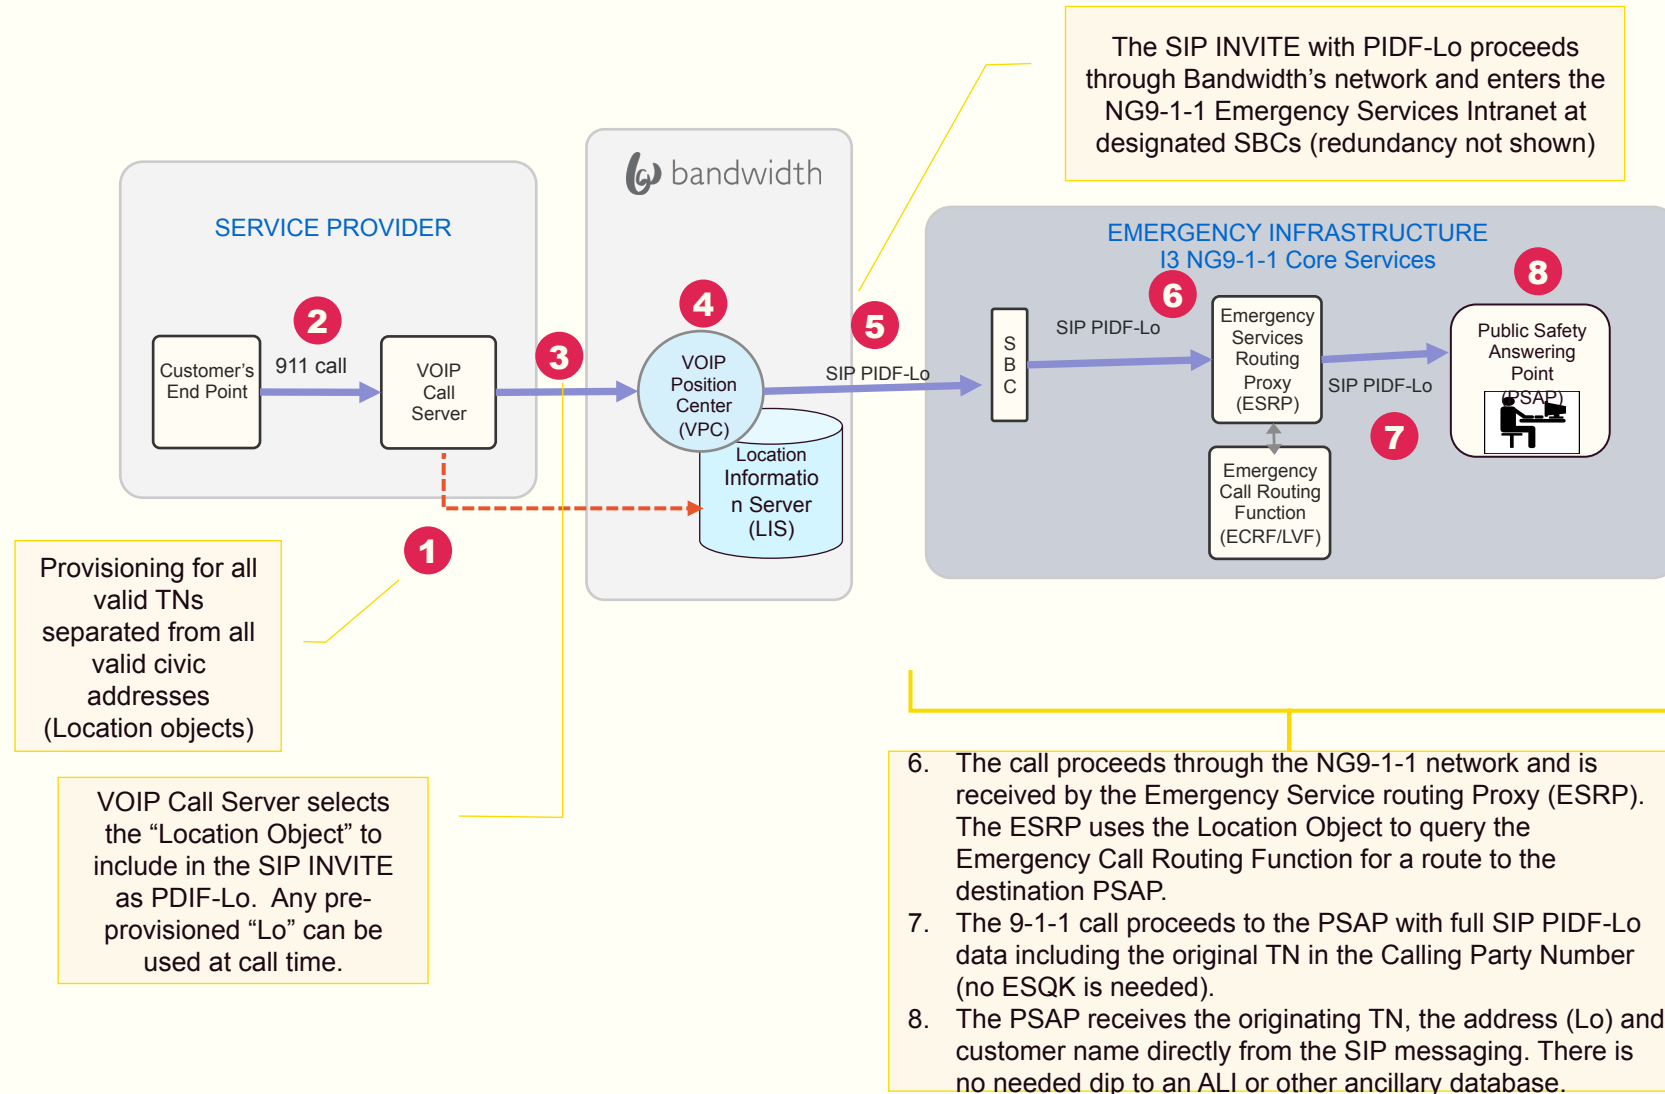 The SIP INVITE with PIDF-Lo proceeds
through Bandwidth's network and enters the
NG9-1-1 Emergency Services Intranet at
designated SBCs (redundancy not shown)
bandwidth
SERVICE PROVIDER
EMERGENCY INFRASTRUCTURE
I3 NG9-1-1 Core Services
2
911 call
3
4
5
6
7
8
1
Customer's
End Point
VOIP
Call
Server
VOIP
Position
Center
(VPC)
Location
Informatio
n Server
(LIS)
SIP PIDF-Lo
S
B
C
SIP PIDF-Lo
Emergency
Services
Routing
Proxy
(ESRP)
SIP PIDF-Lo
Emergency
Call Routing
Function
(ECRF/LVF)
Public Safety
Answering
Point
(PSAP)
Provisioning for all
valid TNs
separated from all
valid civic
addresses
(Location objects)
VOIP Call Server selects
the “Location Object” to
include in the SIP INVITE
as PDIF-Lo. Any pre-
provisioned “Lo” can be
used at call time.
6. The call proceeds through the NG9-1-1 network and is
received by the Emergency Service routing Proxy (ESRP).
The ESRP uses the Location Object to query the
Emergency Call Routing Function for a route to the
destination PSAP.
7. The 9-1-1 call proceeds to the PSAP with full SIP PIDF-Lo
data including the original TN in the Calling Party Number
(no ESQK is needed).
8. The PSAP receives the originating TN, the address (Lo) and
customer name directly from the SIP messaging. There is
no needed dip to an ALI or other ancillary database.